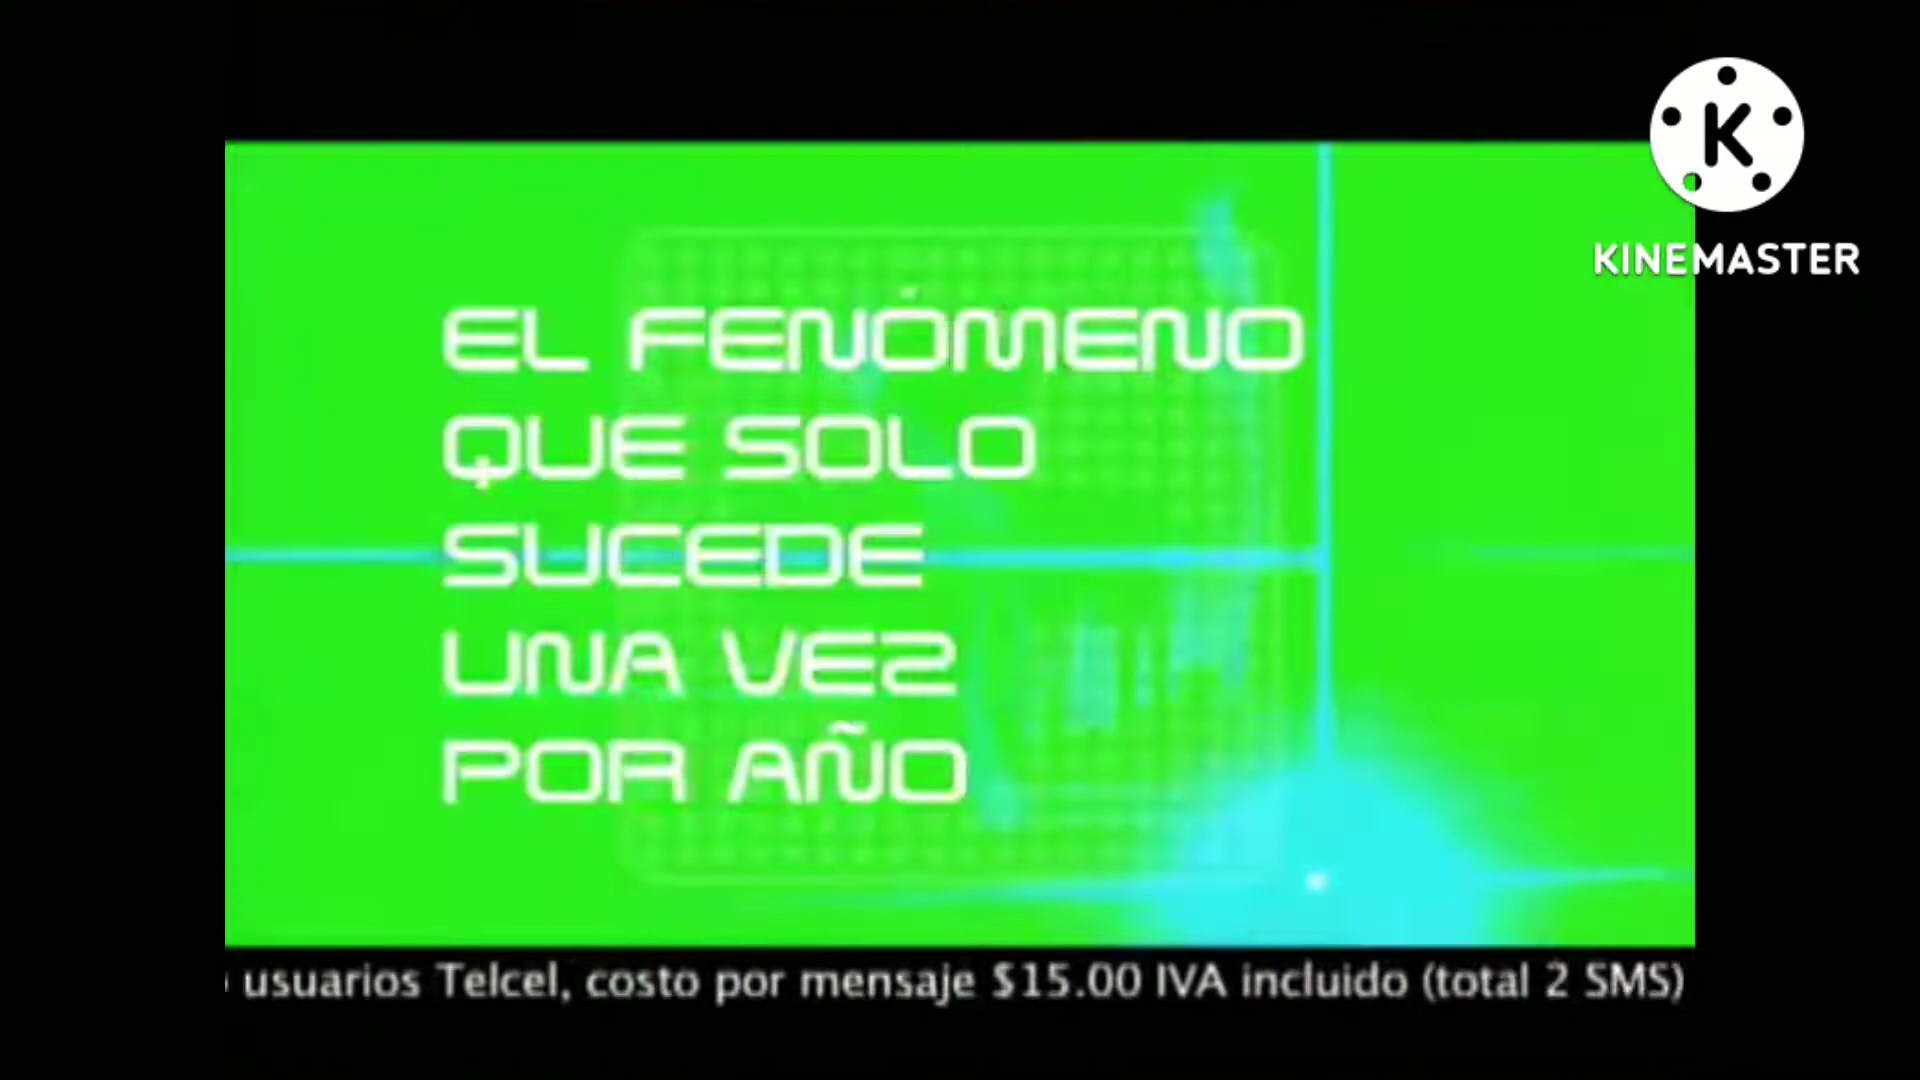 K
KINEMASTER
EL FENÓMENO
QUE SOLO
SUCEDE
UNA VEZ
POR AÑO
usuarios Telcel, costo por mensaje $15.00 IVA incluido (total 2 SMS)